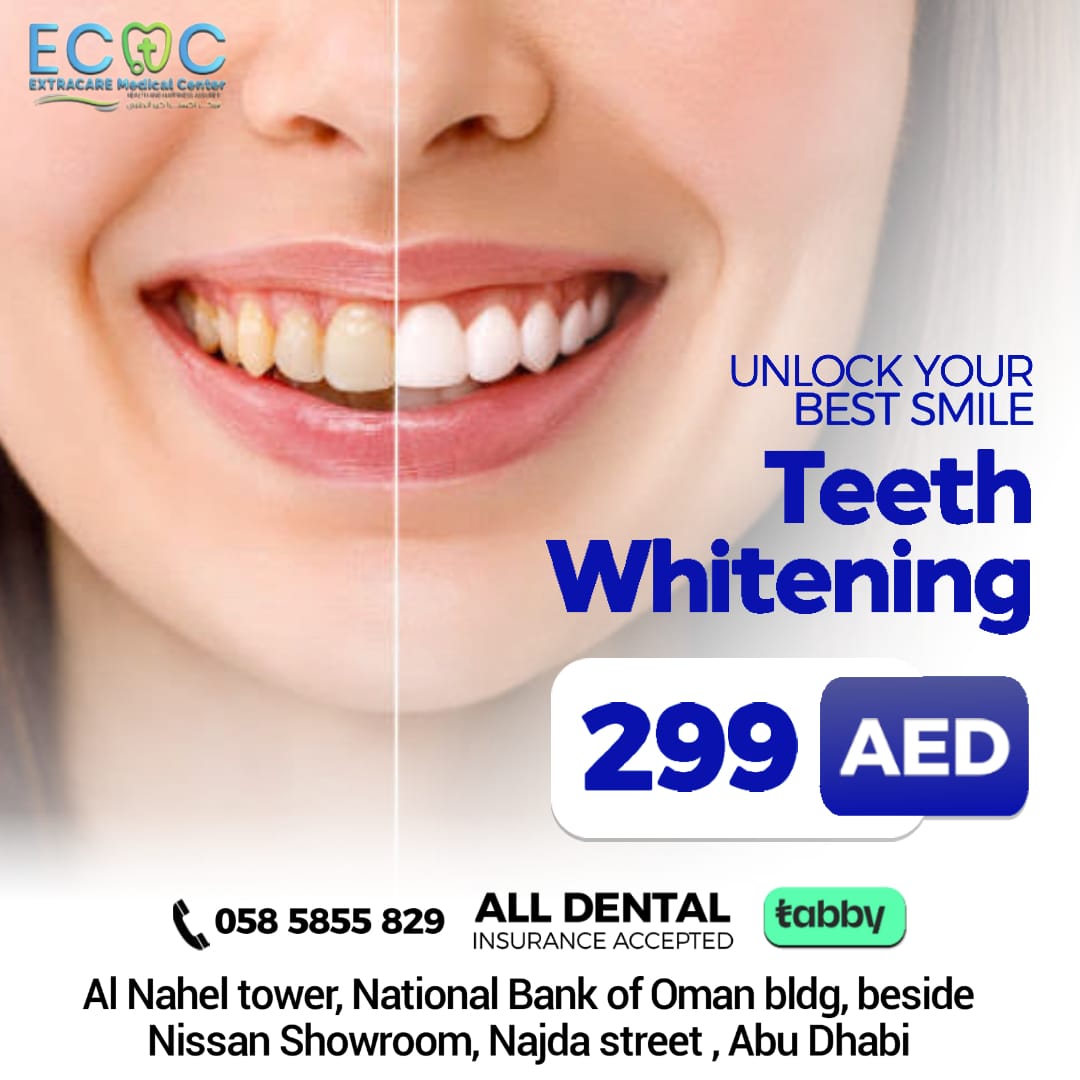 ECMC
EXTRACARE Medical Center
UNLOCK YOUR
BEST SMILE
Teeth
Whitening
299 AED
058 5855 829
ALL DENTAL
INSURANCE ACCEPTED
tabby
Al Nahel tower, National Bank of Oman bldg, beside
Nissan Showroom, Najda street , Abu Dhabi